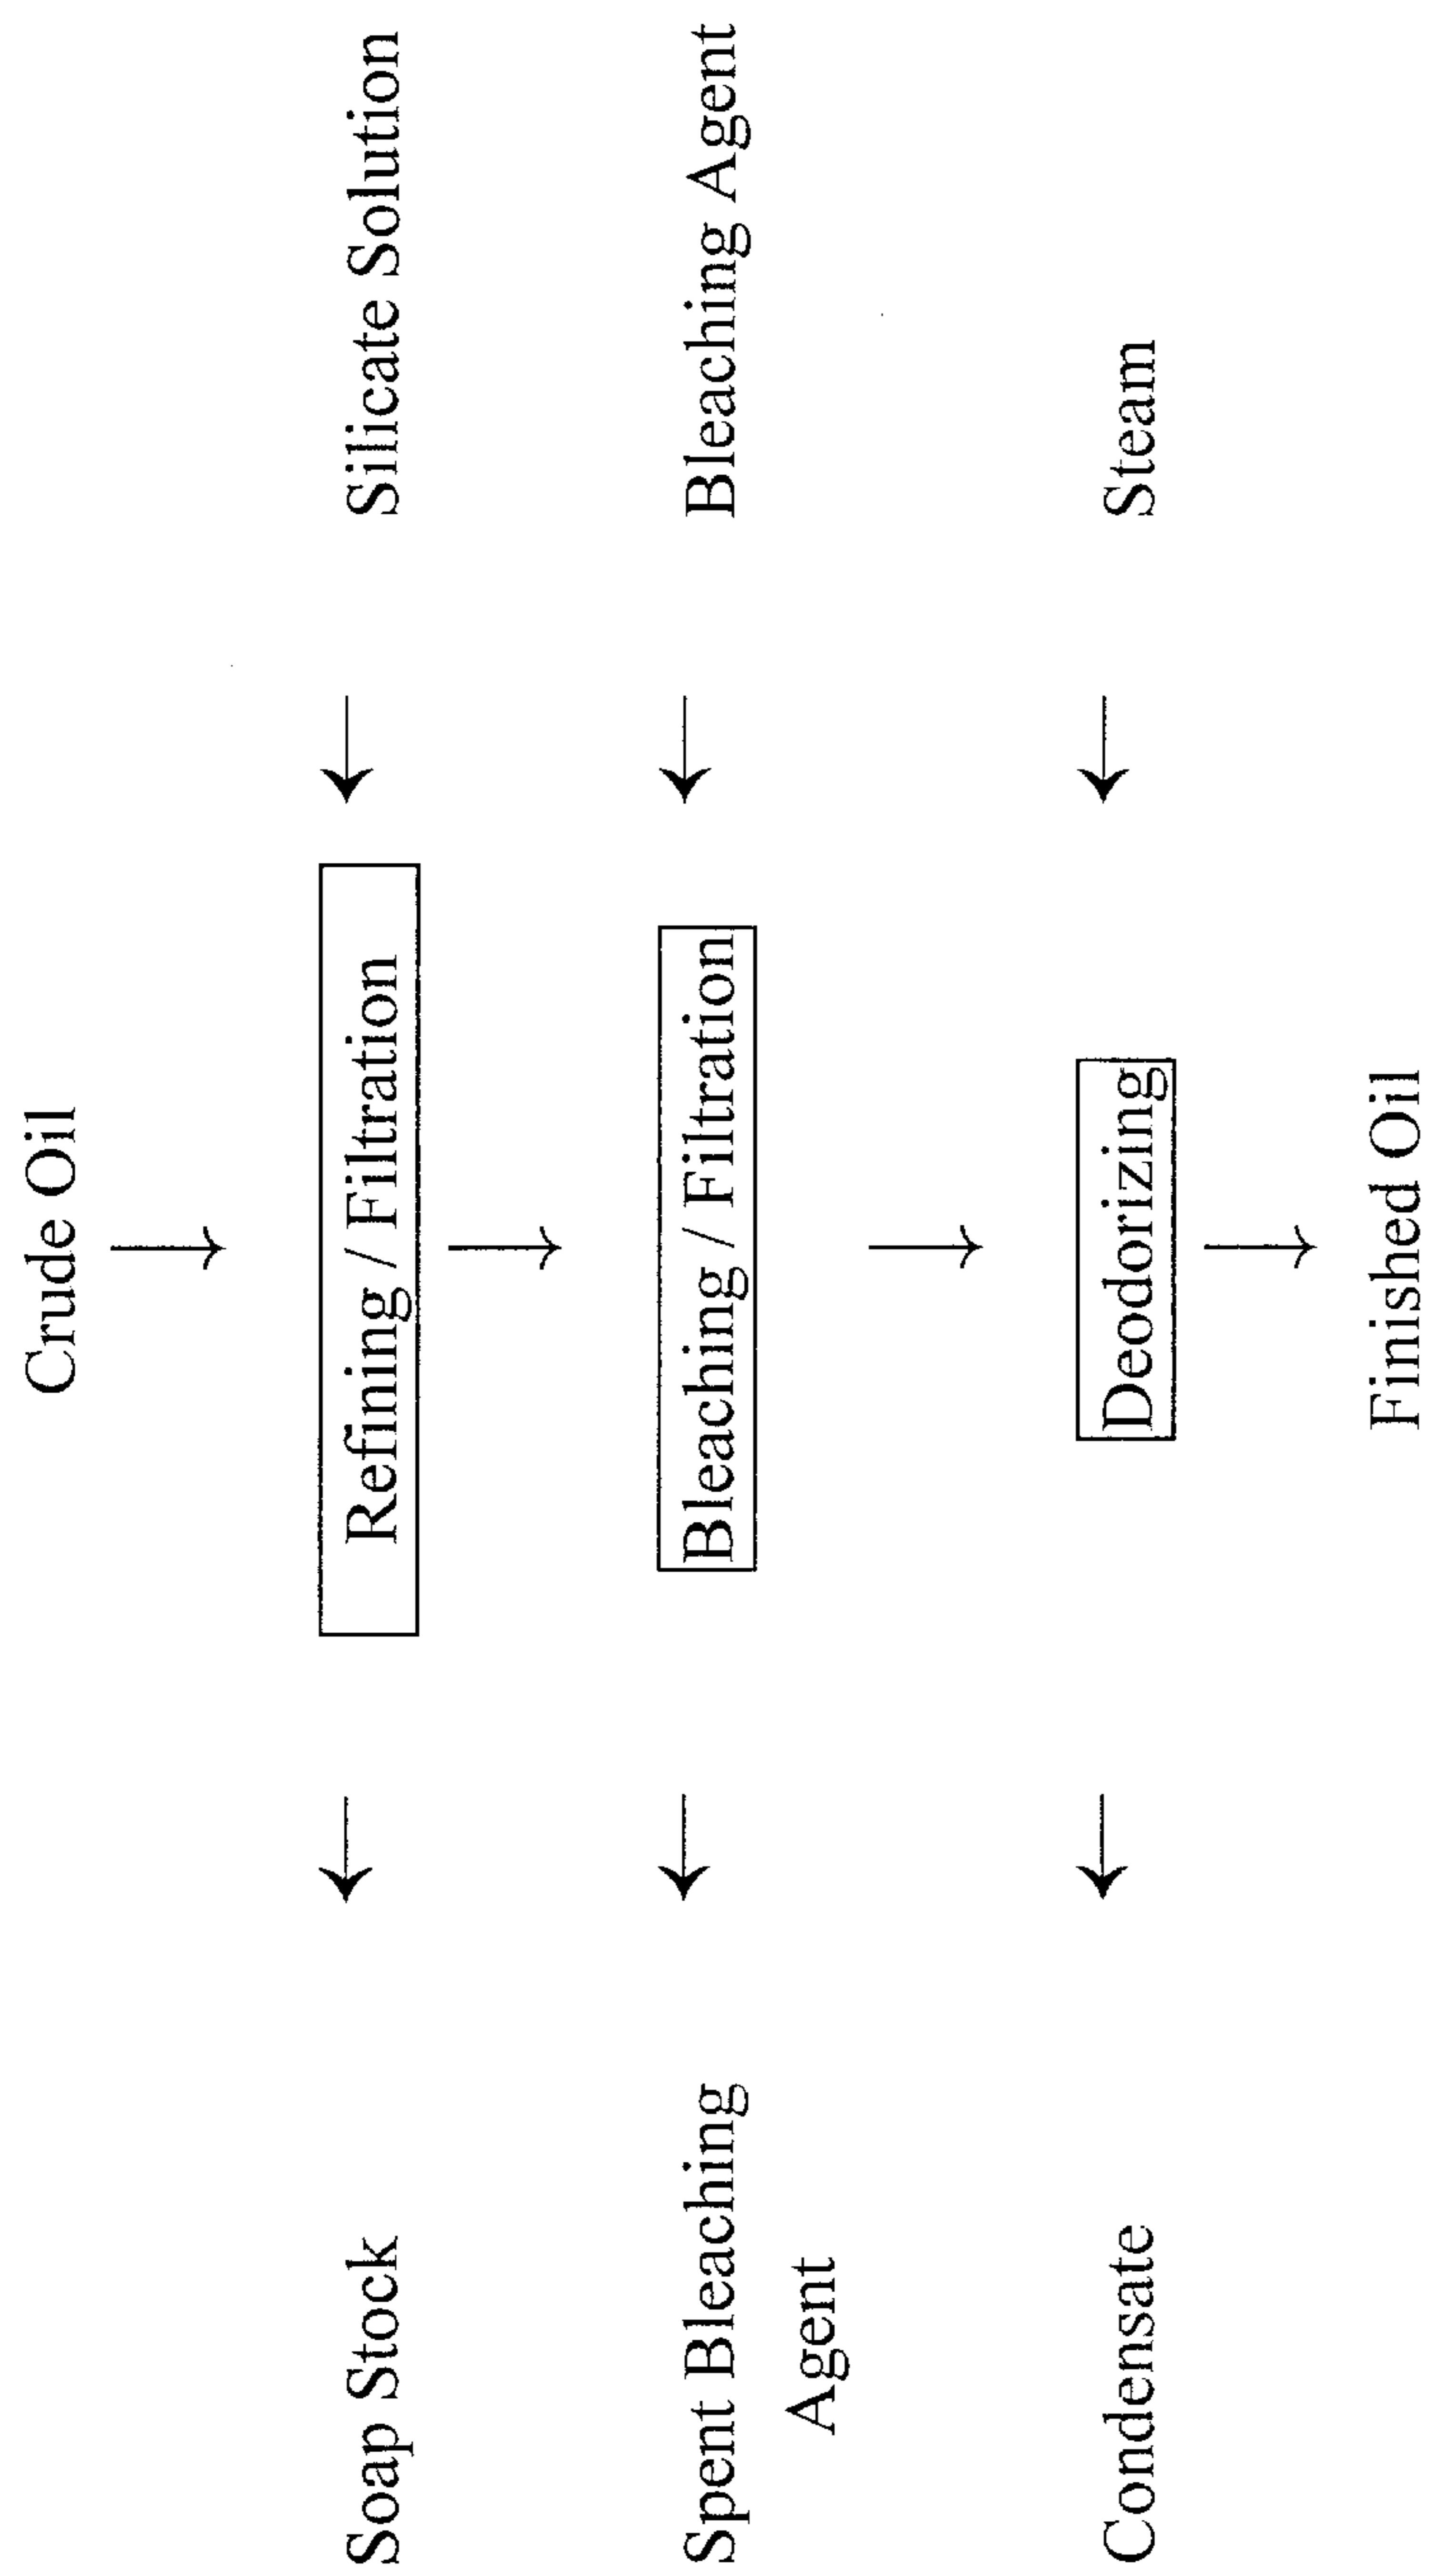 Crude Oil
Soap Stock
Refining / Filtration
Silicate Solution
Spent Bleaching
Agent
Bleaching / Filtration
Bleaching Agent
Condensate
Deodorizing
Steam
Finished Oil